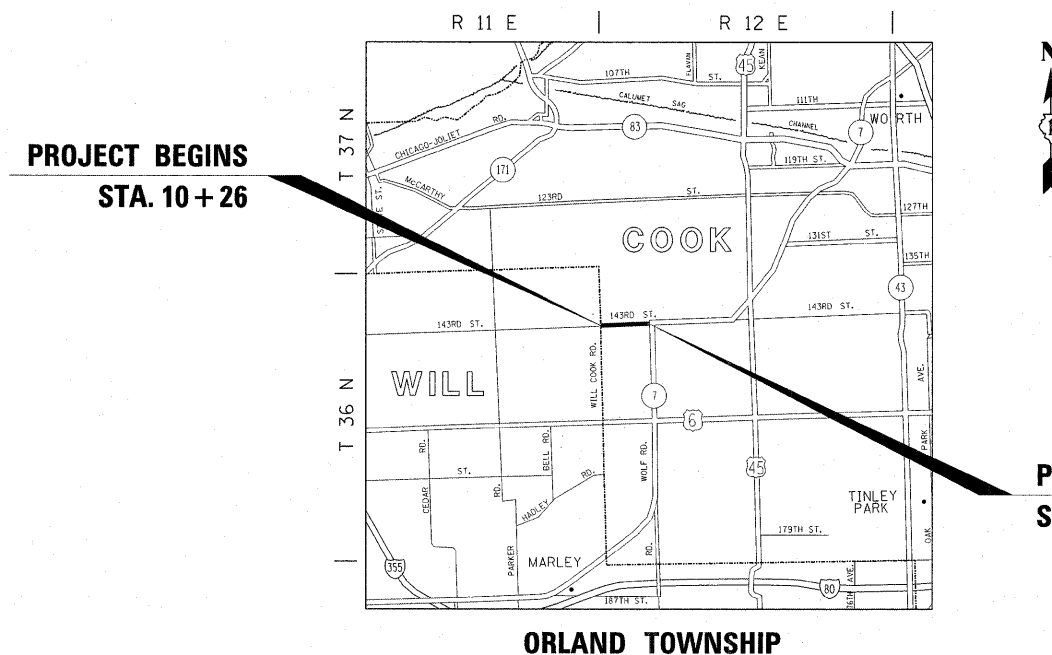 R 11 E
R 12 E
N
T 37 N
T 36 N
PROJECT BEGINS
STA. 10 + 26
45
FLAVIN
KEAN
107TH ST.
CALUMET SAG CHANNEL
111TH
WORTH
7
83
CHICAGO-JOLIET RD.
171
119TH ST.
McCARTHY
123RD ST.
127TH
COOK
131ST ST.
135TH
43
143RD ST.
143RD ST.
143RD ST.
WILL COOK RD.
WILL
7
6
AVE.
PARK
OAK
CEDAR RD.
ST.
BELL RD.
HADLEY RD.
RD.
PARKER
WOLF RD.
RD.
45
TINLEY
PARK
179TH ST.
MARLEY
355
80
AVE.
187TH ST.
P
S
ORLAND TOWNSHIP